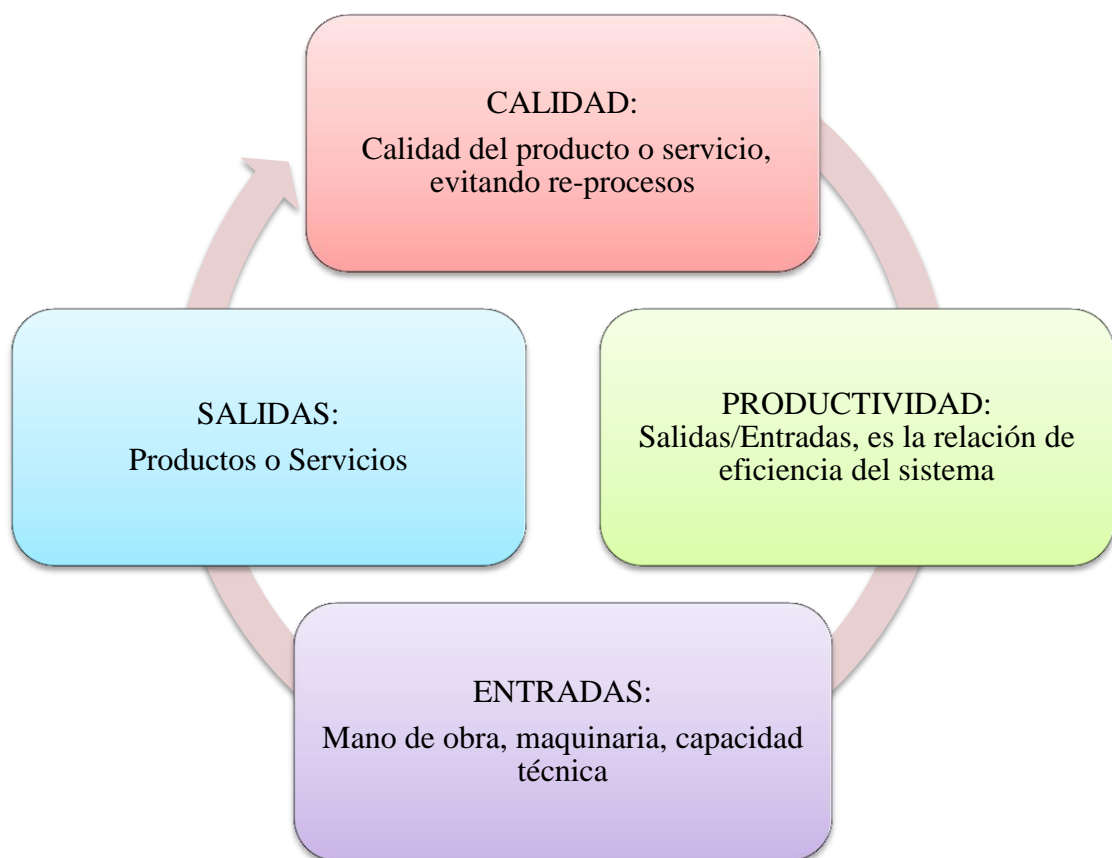 CALIDAD:
Calidad del producto o servicio,
evitando re-procesos
SALIDAS:
Productos o Servicios
PRODUCTIVIDAD:
Salidas/Entradas, es la relación de
eficiencia del sistema
ENTRADAS:
Mano de obra, maquinaria, capacidad
técnica